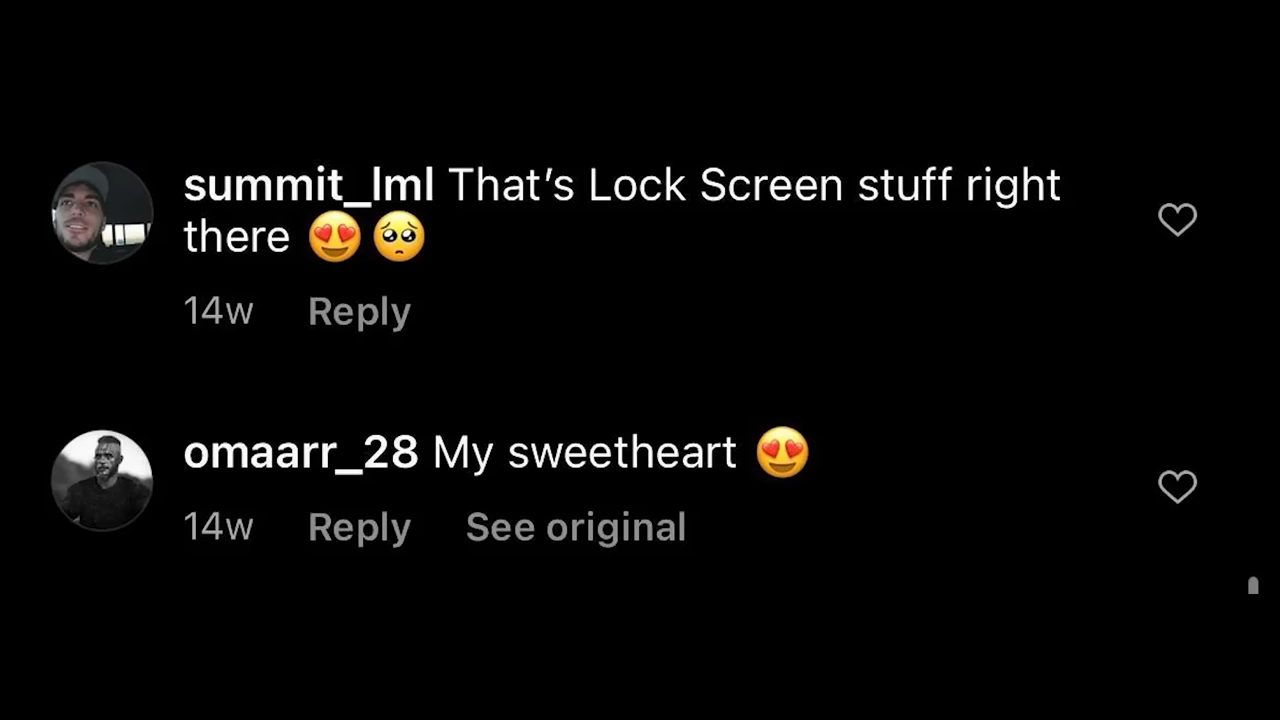 summit_lml That’s Lock Screen stuff right
there 😍🥺
14w Reply
omaarr_28 My sweetheart 😍
14w Reply See original